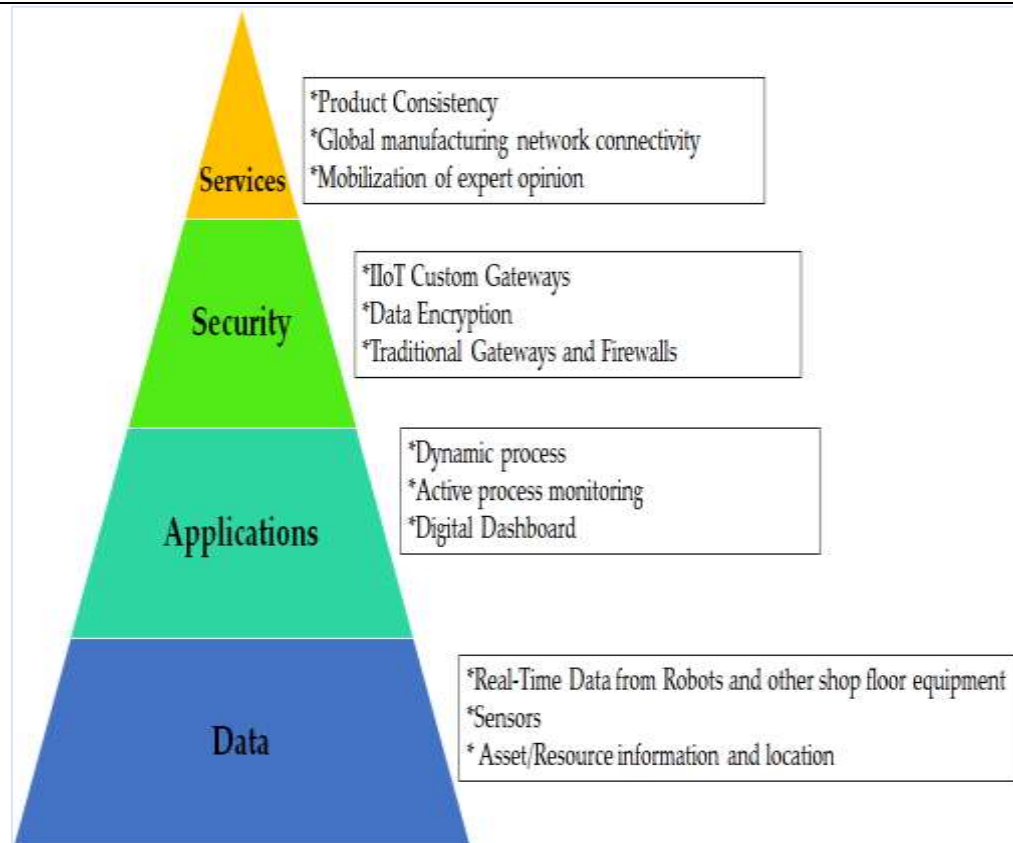 *Product Consistency
*Global manufacturing network connectivity
*Mobilization of expert opinion
Services
*IIoT Custom Gateways
*Data Encryption
*Traditional Gateways and Firewalls
Security
*Dynamic process
*Active process monitoring
*Digital Dashboard
Applications
*Real-Time Data from Robots and other shop floor equipment
*Sensors
* Asset/Resource information and location
Data